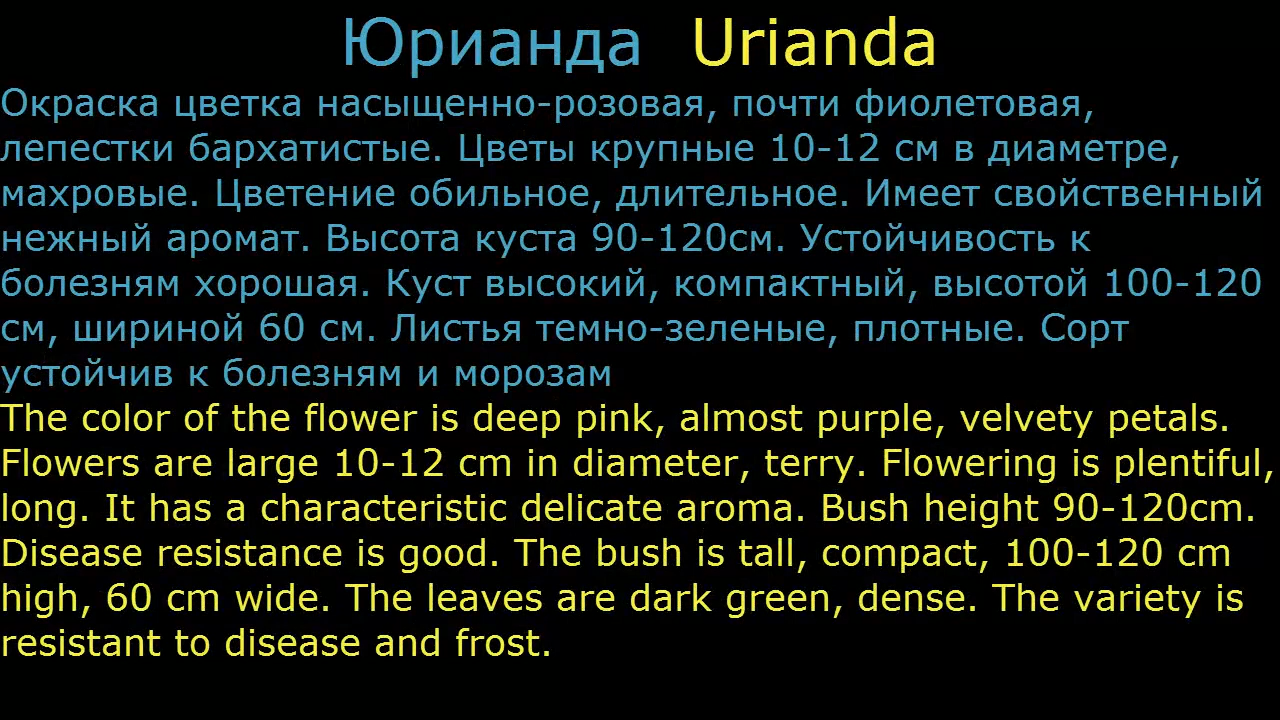 Юрианда Urianda
Окраска цветка насыщенно-розовая, почти фиолетовая,
лепестки бархатистые. Цветы крупные 10-12 см в диаметре,
махровые. Цветение обильное, длительное. Имеет свойственный
нежный аромат. Высота куста 90-120см. Устойчивость к
болезням хорошая. Куст высокий, компактный, высотой 100-120
см, шириной 60 см. Листья темно-зеленые, плотные. Сорт
устойчив к болезням и морозам
The color of the flower is deep pink, almost purple, velvety petals.
Flowers are large 10-12 cm in diameter, terry. Flowering is plentiful,
long. It has a characteristic delicate aroma. Bush height 90-120cm.
Disease resistance is good. The bush is tall, compact, 100-120 cm
high, 60 cm wide. The leaves are dark green, dense. The variety is
resistant to disease and frost.